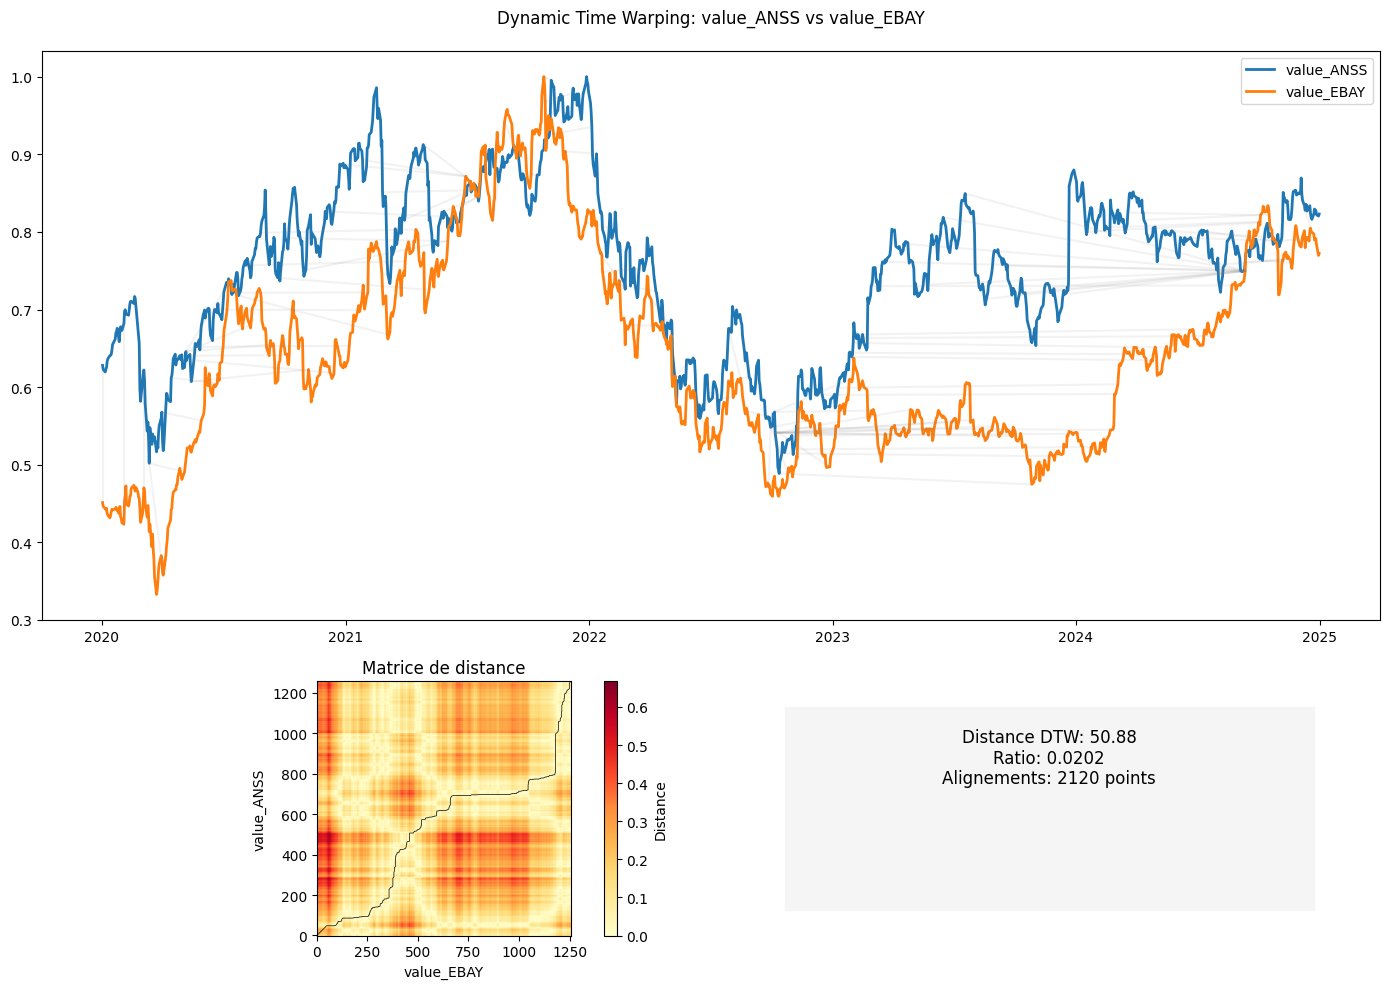 Dynamic Time Warping: value_ANSS vs value_EBAY
1.0
0.9
0.8
0.7
0.6
0.5
0.4
0.3
value_ANSS
value_EBAY
2020 2021 2022 2023 2024 2025
Matrice de distance
1200
1000
800
600
400
200
0
value_ANSS
0 250 500 750 1000 1250
value_EBAY
0.6
0.5
0.4
0.3
0.2
0.1
0.0
Distance
Distance DTW: 50.88
Ratio: 0.0202
Alignements: 2120 points